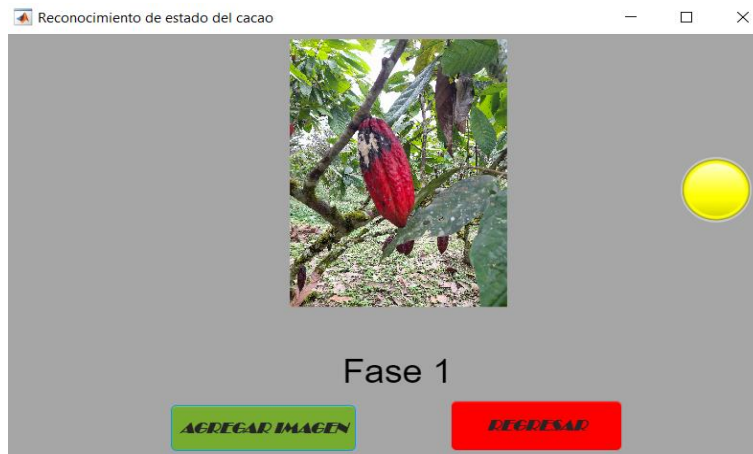 Reconocimiento de estado del cacao
Fase 1
AGREGAR IMAGEN
REGRESAR